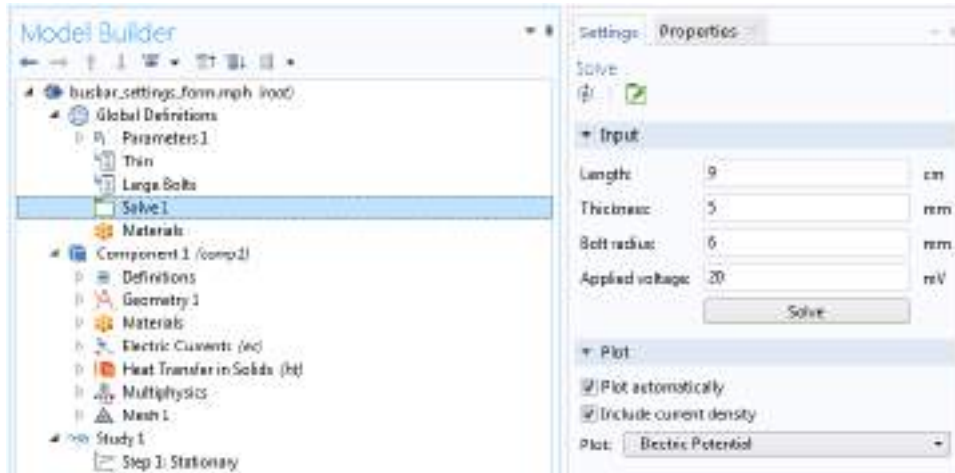 Model Builder
busbar_settings_form.mph (root)
Global Definitions
Parameters 1
Thin
Large Bolts
Solve 1
Materials
Component 1 (comp1)
Definitions
Geometry 1
Materials
Electric Currents (ec)
Heat Transfer in Solids (ht)
Multiphysics
Mesh 1
Study 1
Step 1: Stationary
Settings Properties
Solve
Input
Length: 9 cm
Thickness: 5 mm
Bolt radius: 6 mm
Applied voltage: 20 mV
Solve
Plot
Plot automatically
Include current density
Plot: Electric Potential